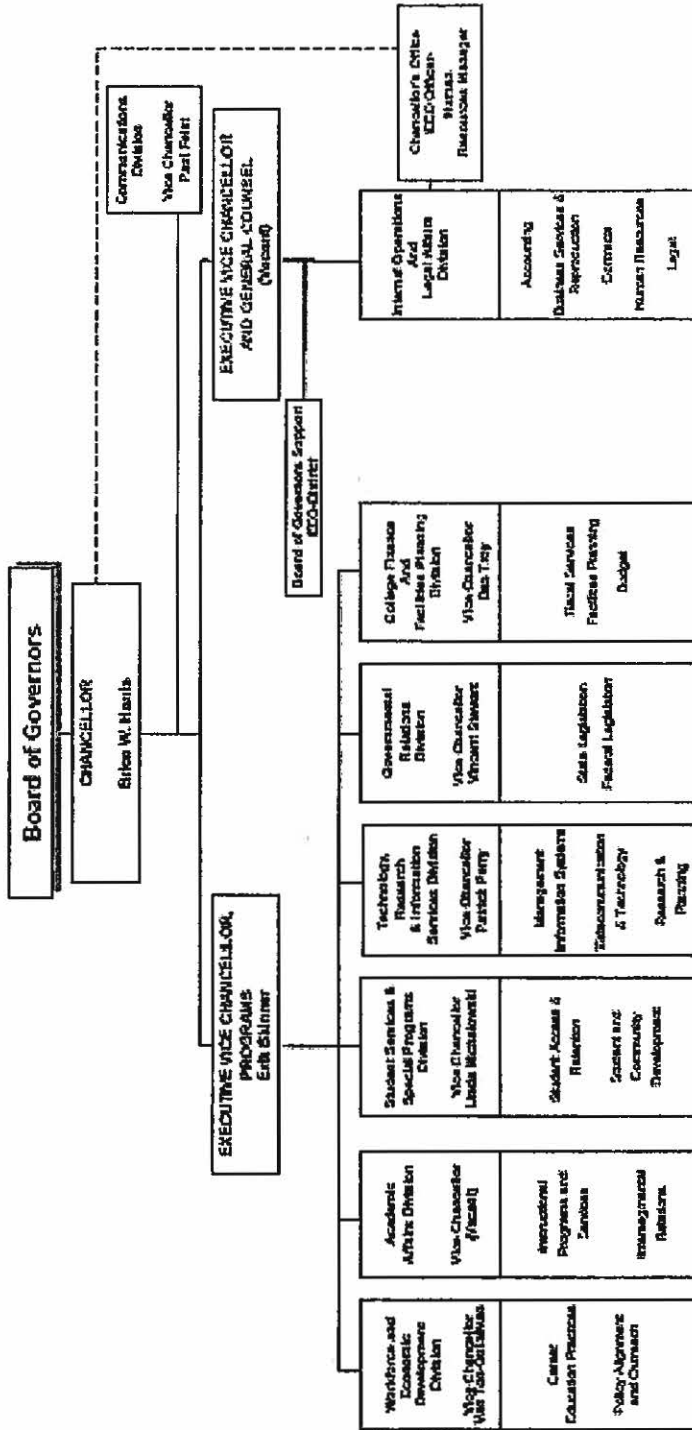 Board of Governors
CHANCELLOR
Brice W. Harris
Communications
Division
Vice Chancellor
Paul Feist
EXECUTIVE VICE CHANCELLOR,
PROGRAMS
Erik Skinner
EXECUTIVE VICE CHANCELLOR
AND GENERAL COUNSEL
(Vacant)
Board of Governors Support
EEO-District
Chancellor's Office
EEO Officer-
Human
Resources Manager
Workforce and
Economic
Development
Division
Vice-Chancellor
Van Ton-Quinlivan
Career
Education Practices
Policy Alignment
and Outreach
Academic
Affairs Division
Vice-Chancellor
(Vacant)
Instructional
Programs and
Services
Intersegmental
Relations
Student Services &
Special Programs
Division
Vice Chancellor
Linda Michalowski
Student Access &
Retention
Student and
Community
Development
Technology,
Research
& Information
Services Division
Vice-Chancellor
Patrick Perry
Management
Information Systems
Telecommunication
& Technology
Research &
Planning
Governmental
Relations
Division
Vice-Chancellor
Vincent Stewart
State Legislation
Federal Legislation
College Finance
And
Facilities Planning
Division
Vice-Chancellor
Dan Troy
Fiscal Services
Facilities Planning
Budget
Internal Operations
And
Legal Affairs
Division
Accounting
Business Services &
Reproduction
Contracts
Human Resources
Legal